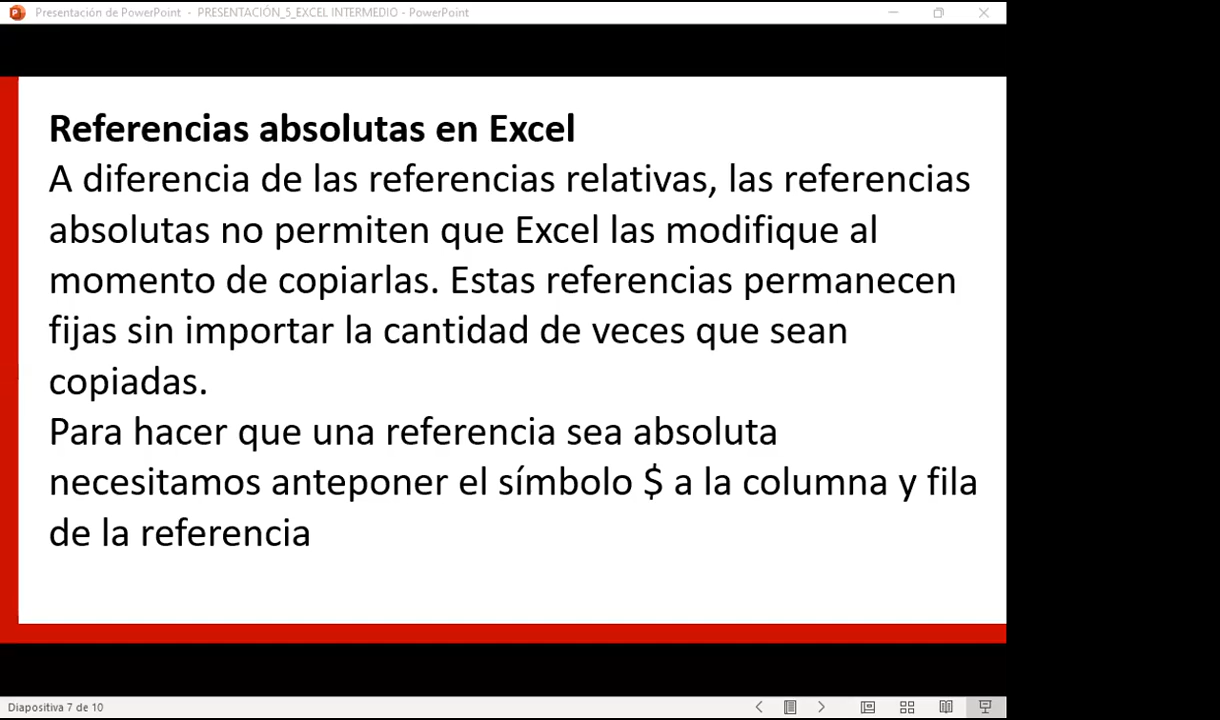 Presentación de PowerPoint - PRESENTACIÓN_5_EXCEL INTERMEDIO - PowerPoint
Referencias absolutas en Excel
A diferencia de las referencias relativas, las referencias
absolutas no permiten que Excel las modifique al
momento de copiarlas. Estas referencias permanecen
fijas sin importar la cantidad de veces que sean
copiadas.
Para hacer que una referencia sea absoluta
necesitamos anteponer el símbolo $ a la columna y fila
de la referencia
Diapositiva 7 de 10